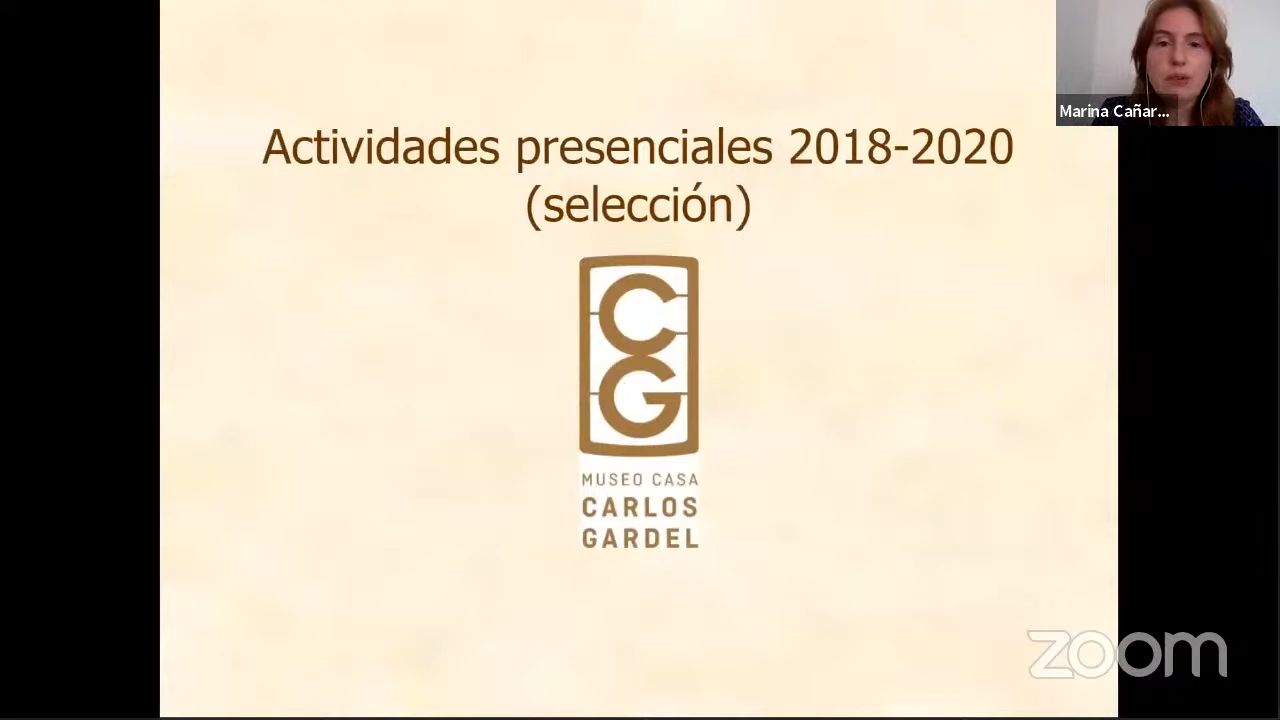 Actividades presenciales 2018-2020
(selección)
CG
MUSEO CASA
CARLOS
GARDEL
Marina Cañar...
zoom